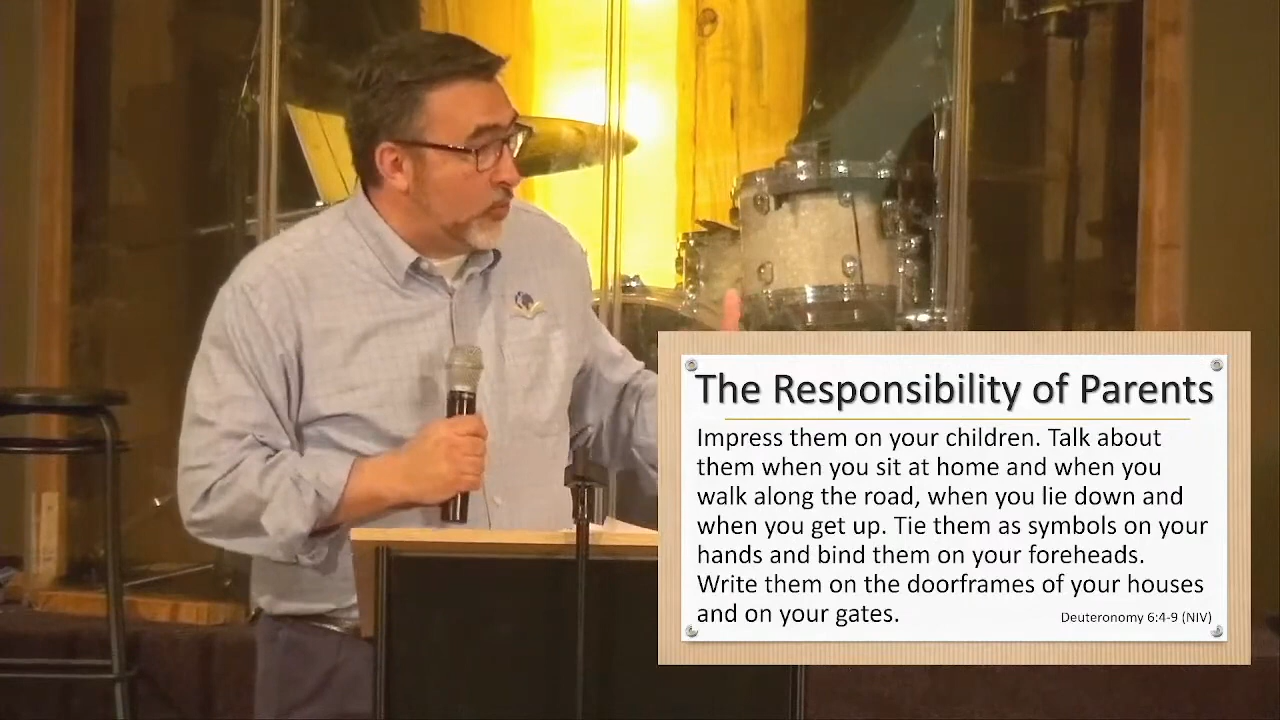 The Responsibility of Parents
Impress them on your children. Talk about
them when you sit at home and when you
walk along the road, when you lie down and
when you get up. Tie them as symbols on your
hands and bind them on your foreheads.
Write them on the doorframes of your houses
and on your gates.
Deuteronomy 6:4-9 (NIV)